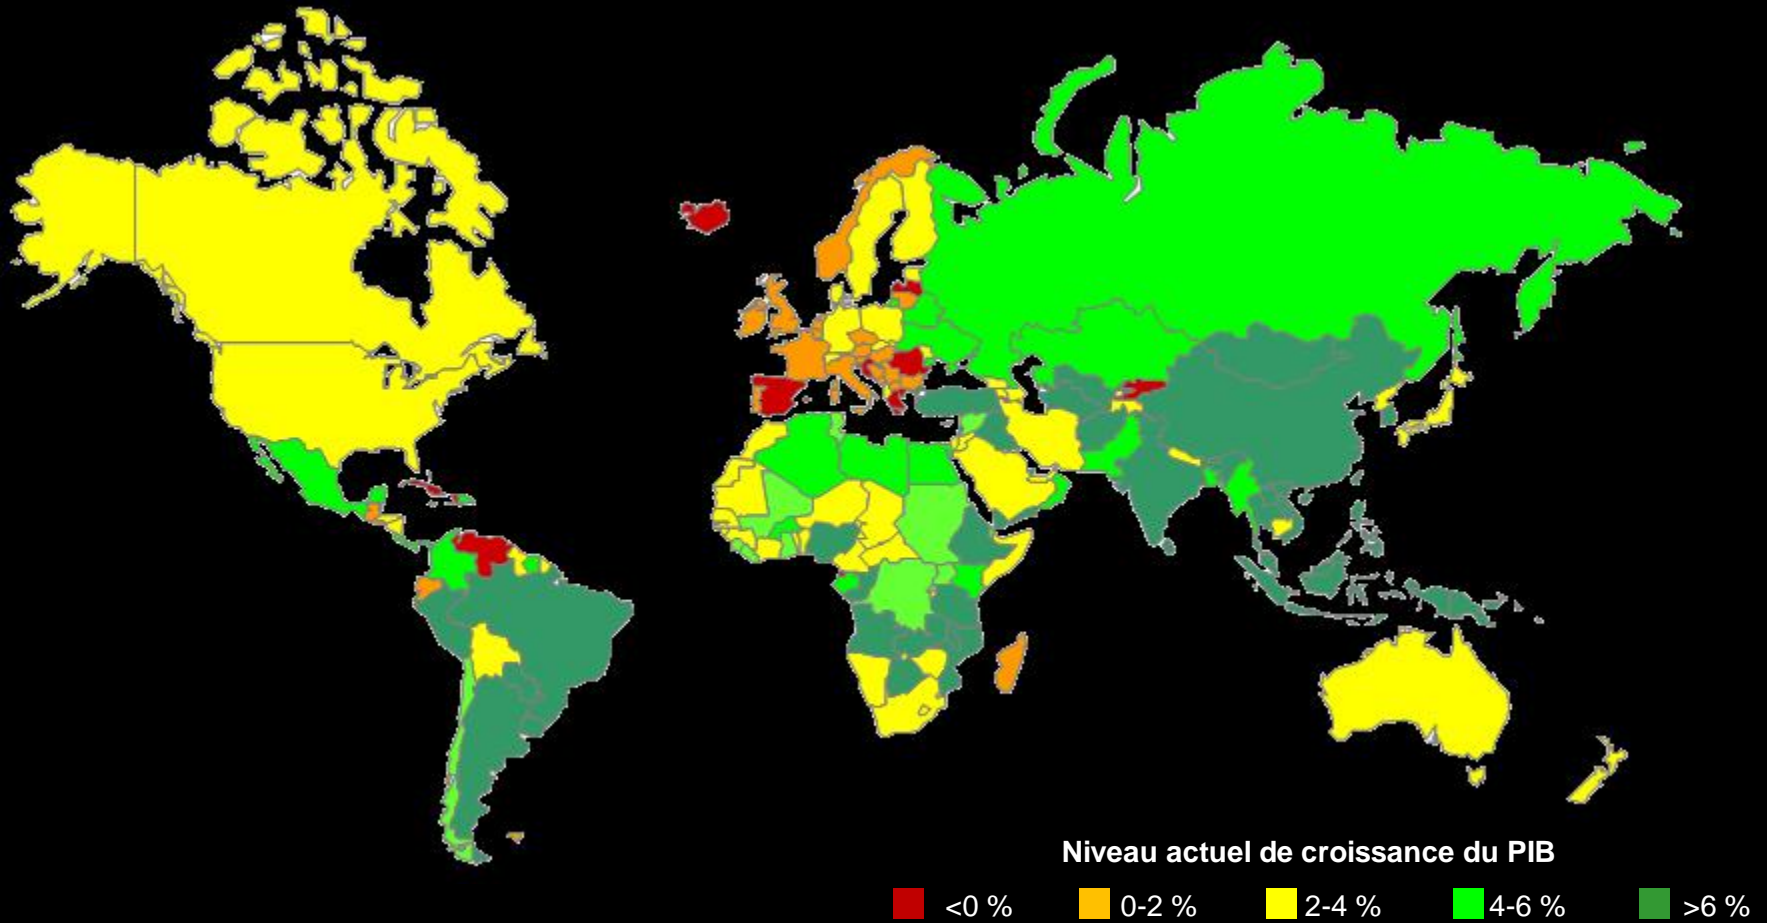 Niveau actuel de croissance du PIB
<0 % 0-2 % 2-4 % 4-6 % >6 %